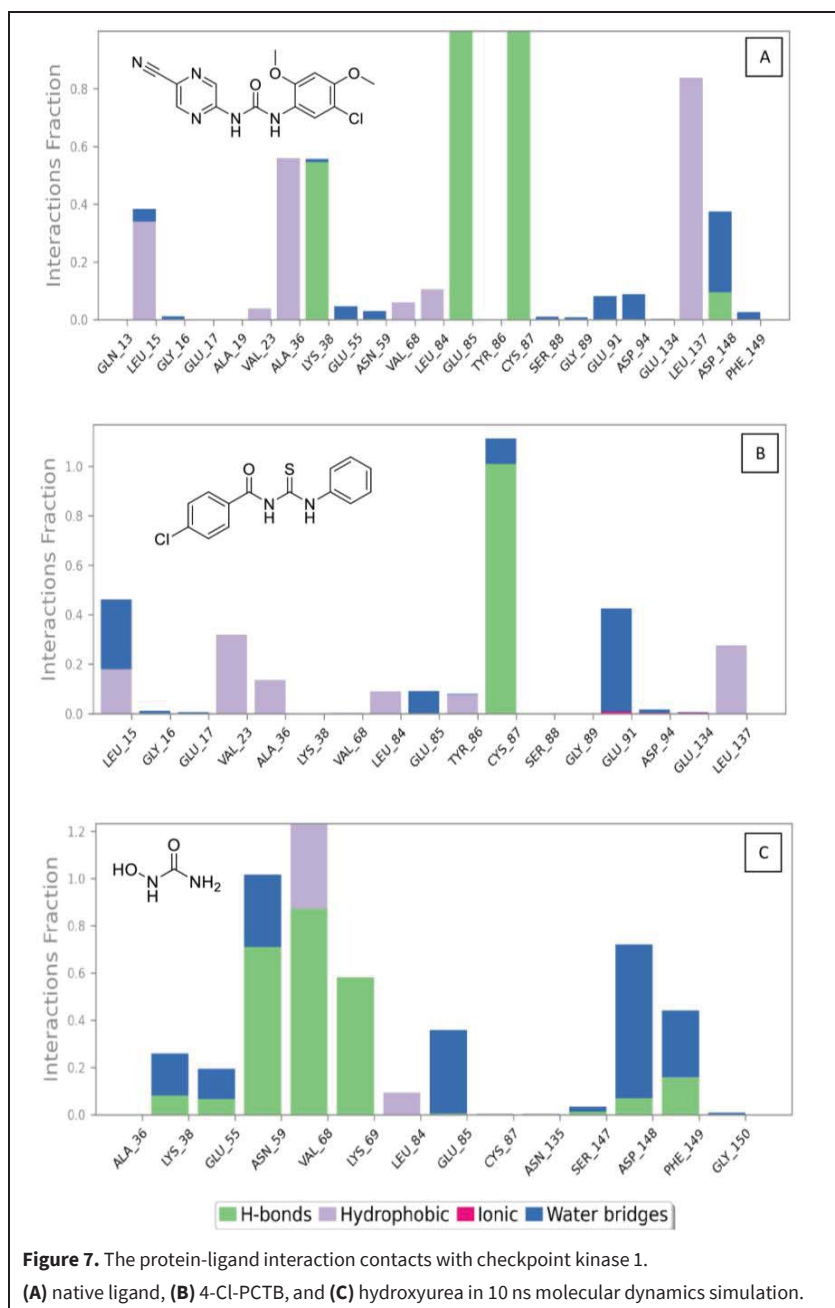 A
Interactions Fraction
0.8
0.6
0.4
0.2
0.0
N
N
N
N
H
O
N
H
O
O
Cl
GLN_13
LEU_15
GLY_16
GLU_17
ALA_19
VAL_23
ALA_36
LYS_38
GLU_55
ASN_59
VAL_68
LEU_84
GLU_85
TYR_86
CYS_87
SER_88
GLY_89
GLU_91
ASP_94
GLU_134
LEU_137
ASP_148
PHE_149
B
Interactions Fraction
1.0
0.8
0.6
0.4
0.2
0.0
O
S
N
H
N
H
Cl
LEU_15
GLY_16
GLU_17
VAL_23
ALA_36
LYS_38
VAL_68
LEU_84
GLU_85
TYR_86
CYS_87
SER_88
GLY_89
GLU_91
ASP_94
GLU_134
LEU_137
C
Interactions Fraction
1.2
1.0
0.8
0.6
0.4
0.2
0.0
O
HO
N
H
NH2
ALA_36
LYS_38
GLU_55
ASN_59
VAL_68
LYS_69
LEU_84
GLU_85
CYS_87
ASN_135
SER_147
ASP_148
PHE_149
GLY_150
H-bonds Hydrophobic Ionic Water bridges
Figure 7. The protein-ligand interaction contacts with checkpoint kinase 1.
(A) native ligand, (B) 4-Cl-PCTB, and (C) hydroxyurea in 10 ns molecular dynamics simulation.